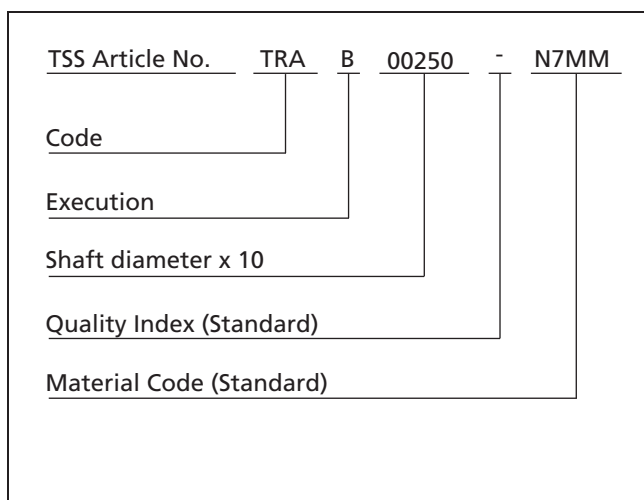 TSS Article No. TRA B 00250 - N7MM
Code
Execution
Shaft diameter x 10
Quality Index (Standard)
Material Code (Standard)